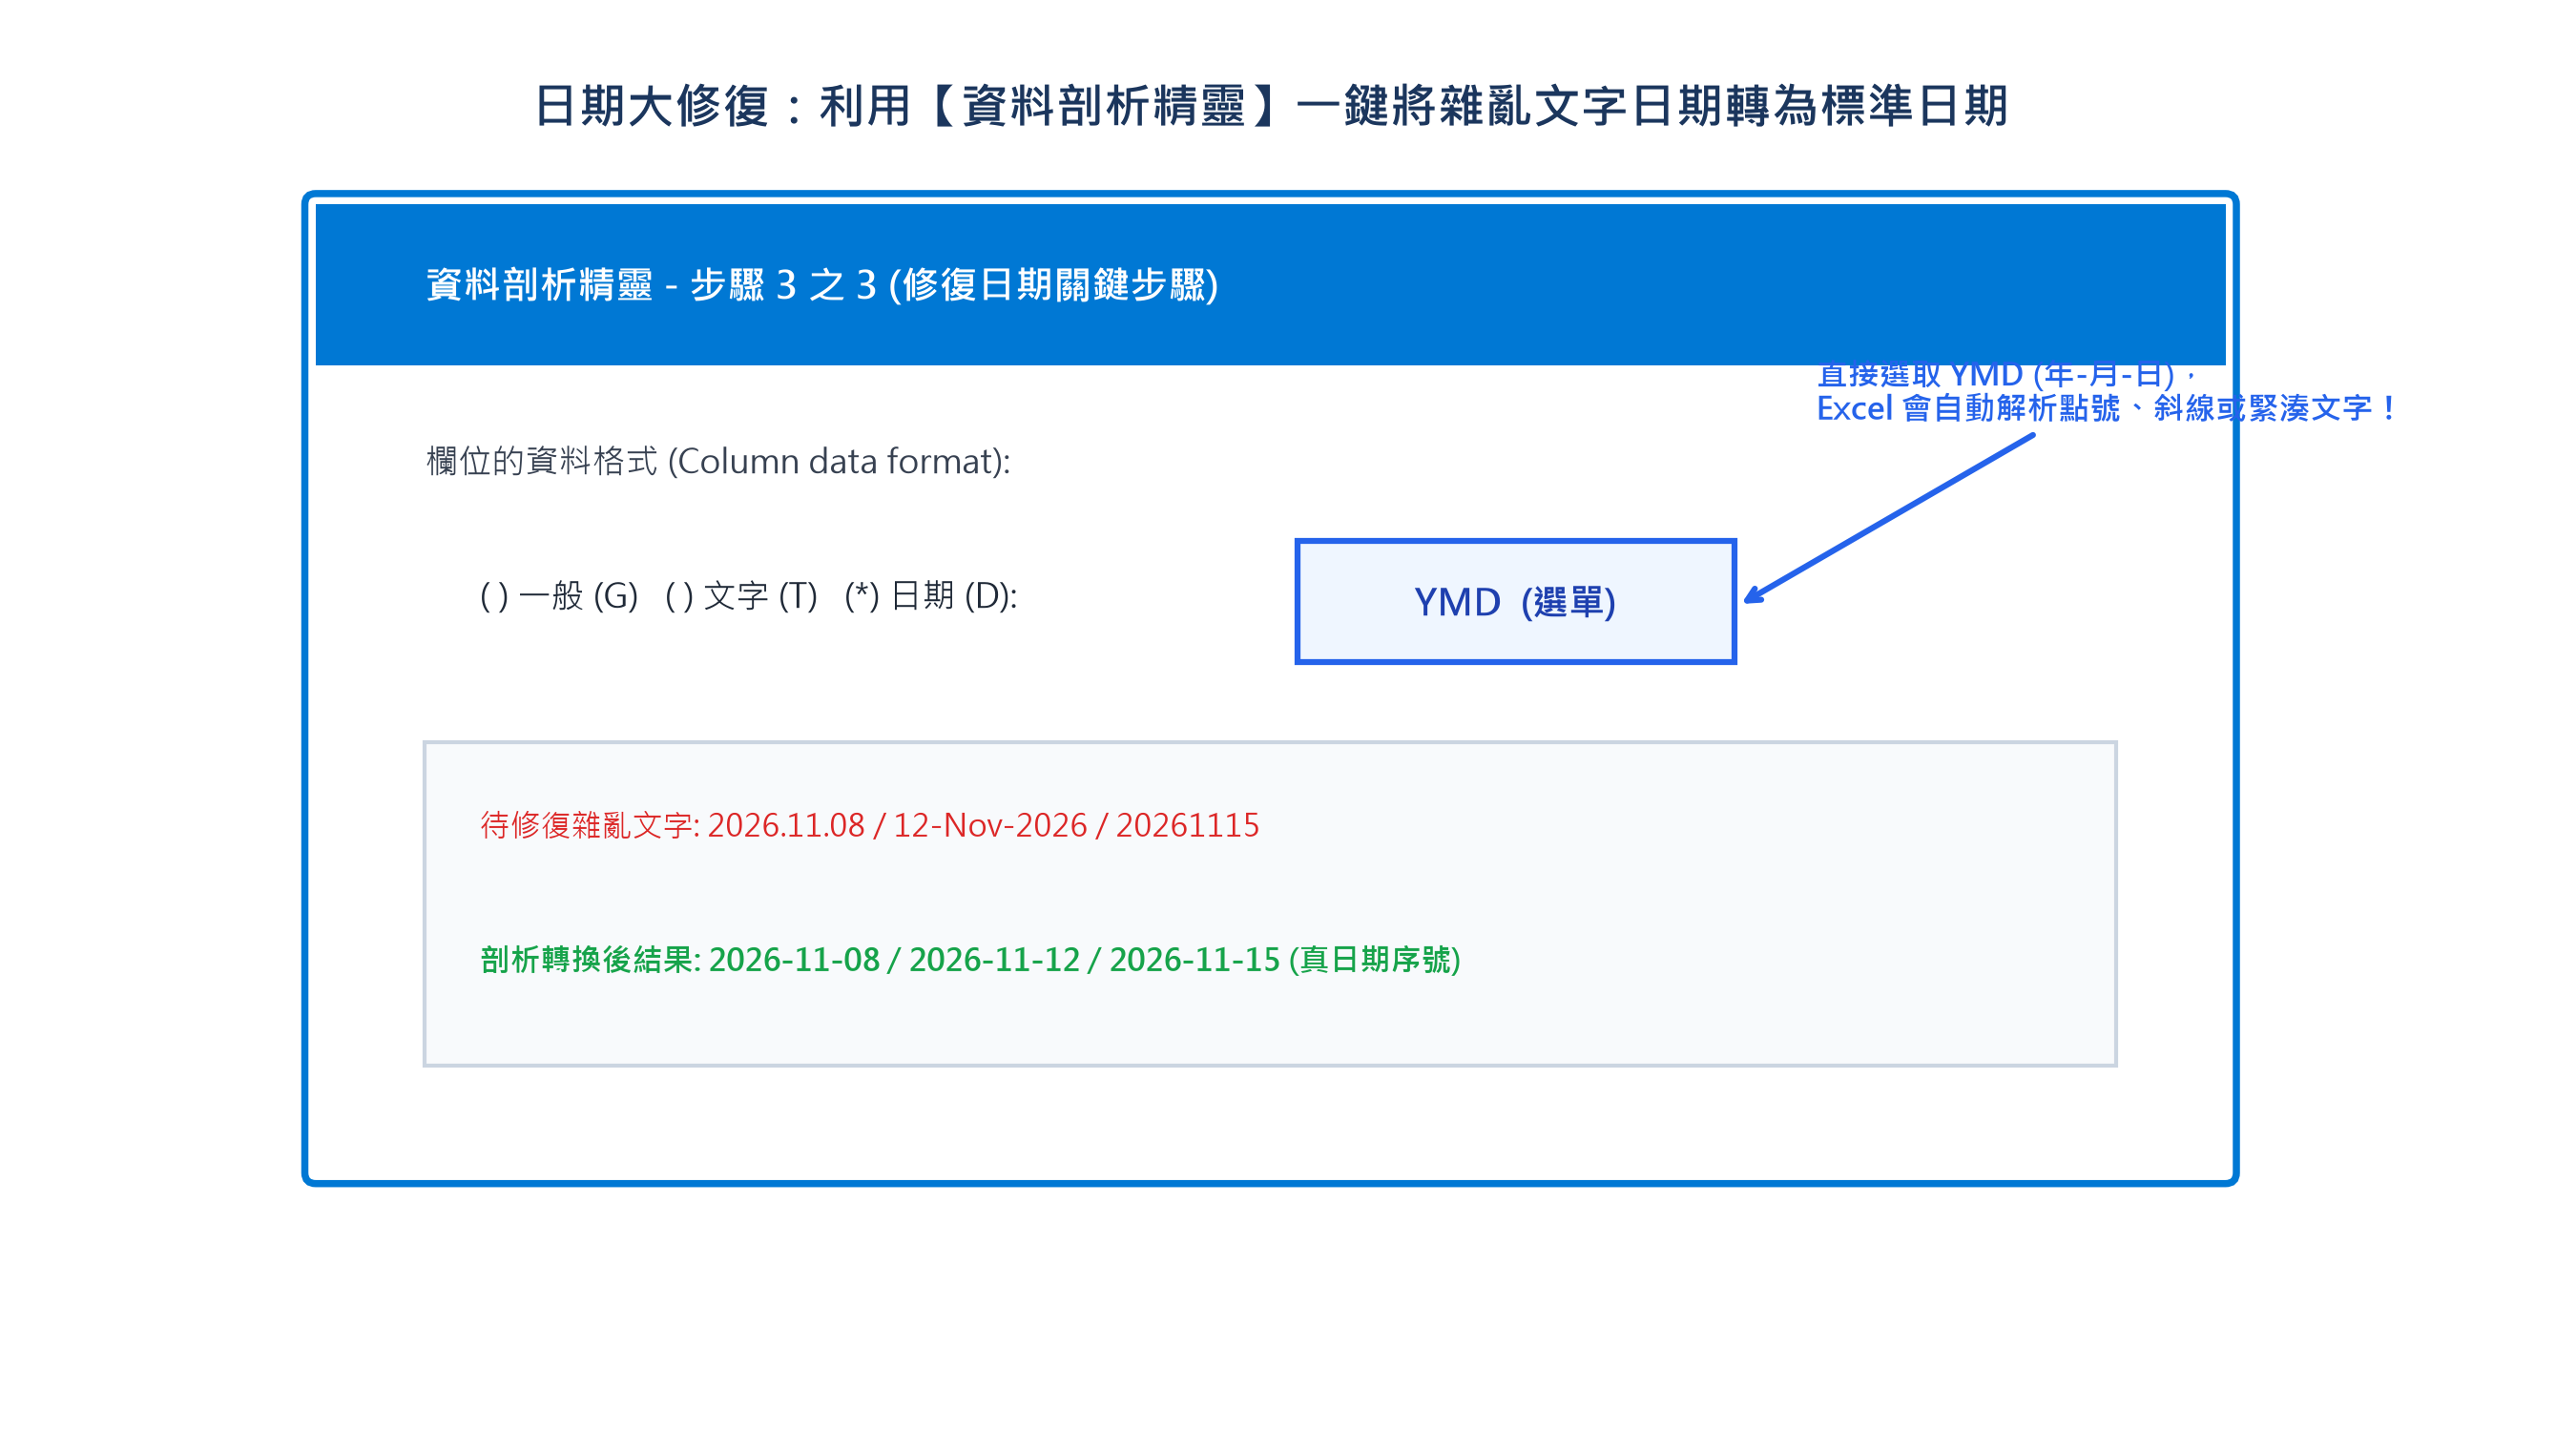 日期大修復：利用【資料剖析精靈】一鍵將雜亂文字日期轉為標準日期
資料剖析精靈 - 步驟 3 之 3 (修復日期關鍵步驟)
直接選取 YMD (年-月-日)，
Excel 會自動解析點號、斜線或緊湊文字！
欄位的資料格式 (Column data format):
( ) 一般 (G) ( ) 文字 (T) (*) 日期 (D):
YMD (選單)
待修復雜亂文字: 2026.11.08 / 12-Nov-2026 / 20261115
剖析轉換後結果: 2026-11-08 / 2026-11-12 / 2026-11-15 (真日期序號)